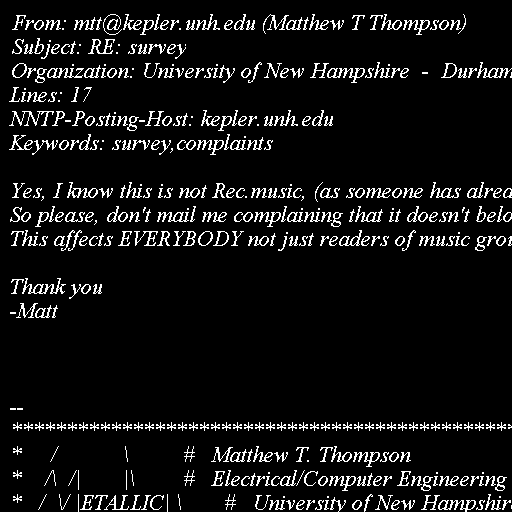 From: mtt@kepler.unh.edu (Matthew T Thompson)
Subject: RE: survey
Organization: University of New Hampshire  -  Durham
Lines: 17
NNTP-Posting-Host: kepler.unh.edu
Keywords: survey,complaints
Yes, I know this is not Rec.music, (as someone has alrea
So please, don't mail me complaining that it doesn't belo
This affects EVERYBODY not just readers of music grou
Thank you
-Matt
--
*************************************************
*     /            \          #   Matthew T. Thompson
*    /\  /|        |\         #   Electrical/Computer Engineering
*   /  \/ |ETALLIC| \        #   University of New Hampshire